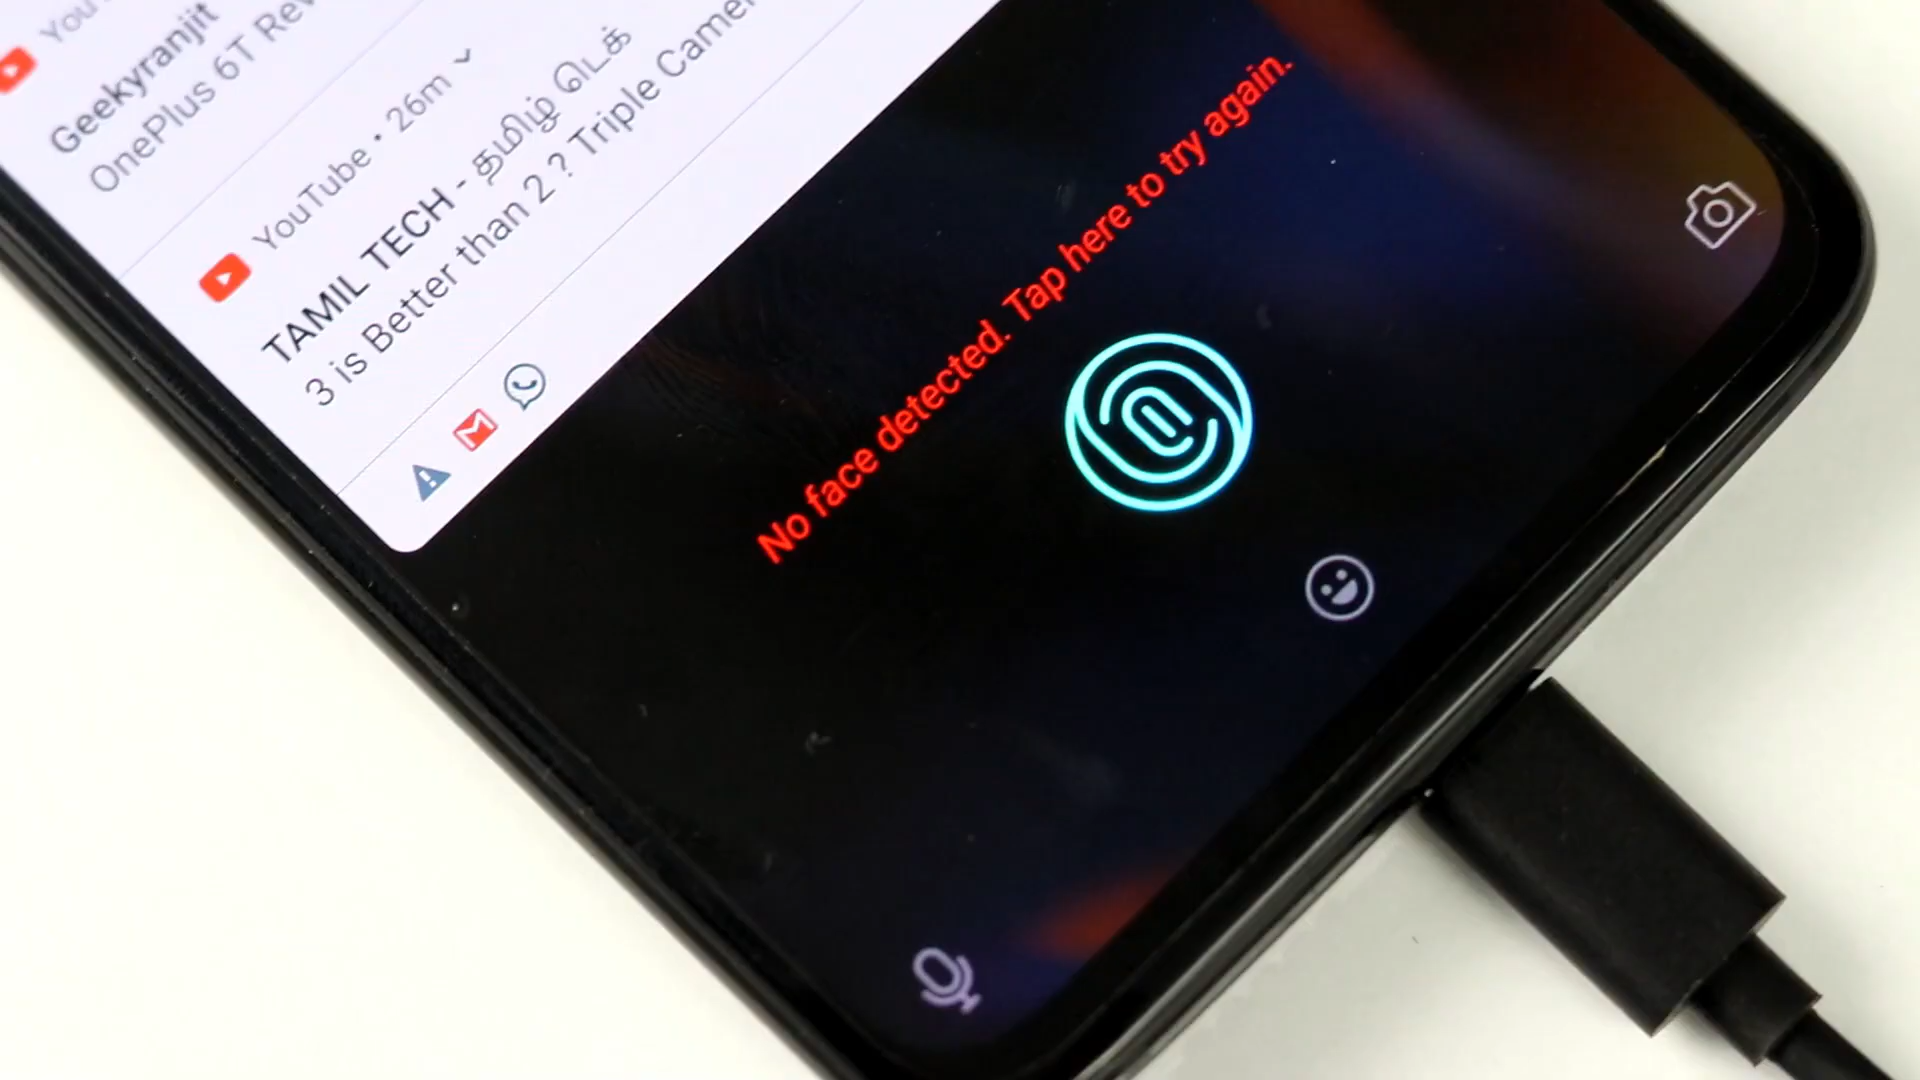 You
Geekyranjit
OnePlus 6T Rev
YouTube • 26m
TAMIL TECH - தமிழ் டெக்
3 is Better than 2 ? Triple Camer
No face detected. Tap here to try again.